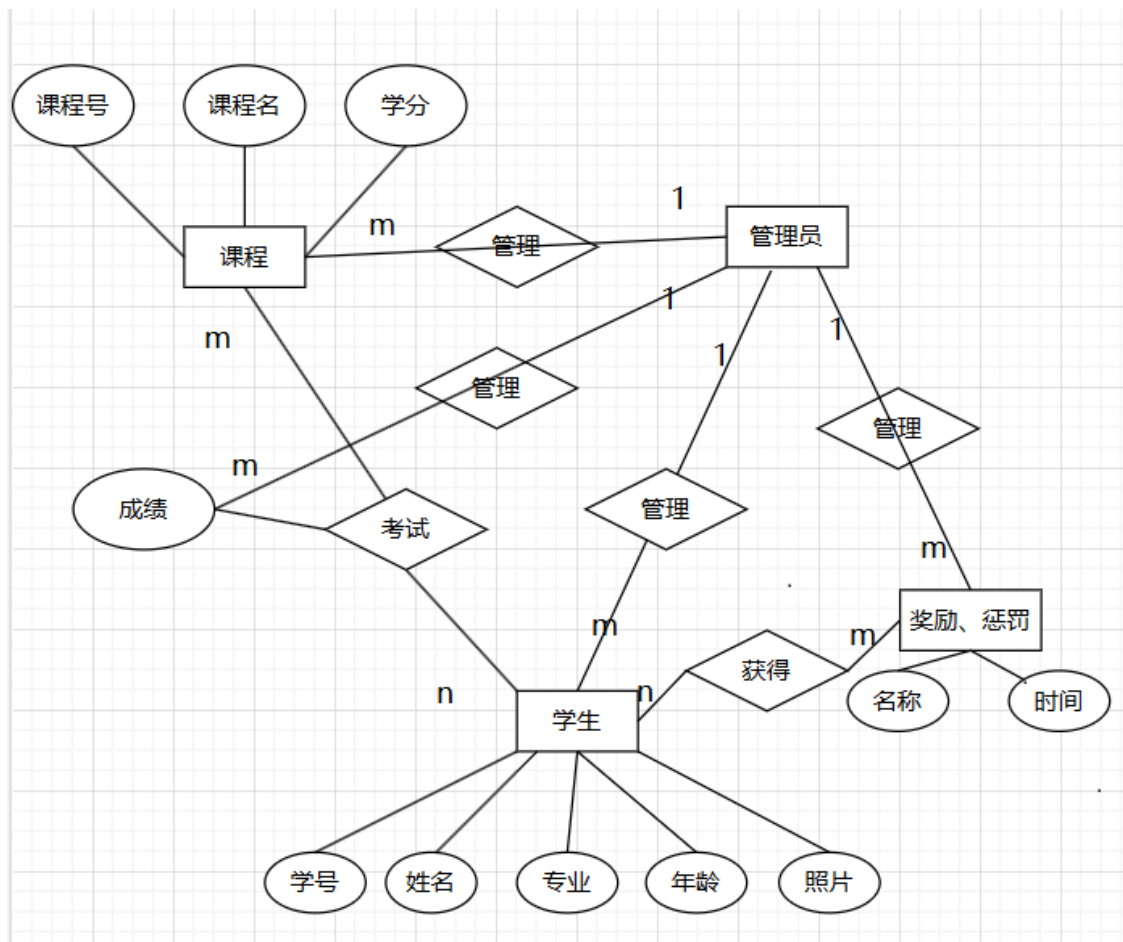 课程号
课程名
学分
1
m
管理
管理员
课程
1
1
1
m
管理
管理
m
成绩
考试
管理
m
m
奖励、惩罚
m
获得
n
n
名称
时间
学生
学号
姓名
专业
年龄
照片